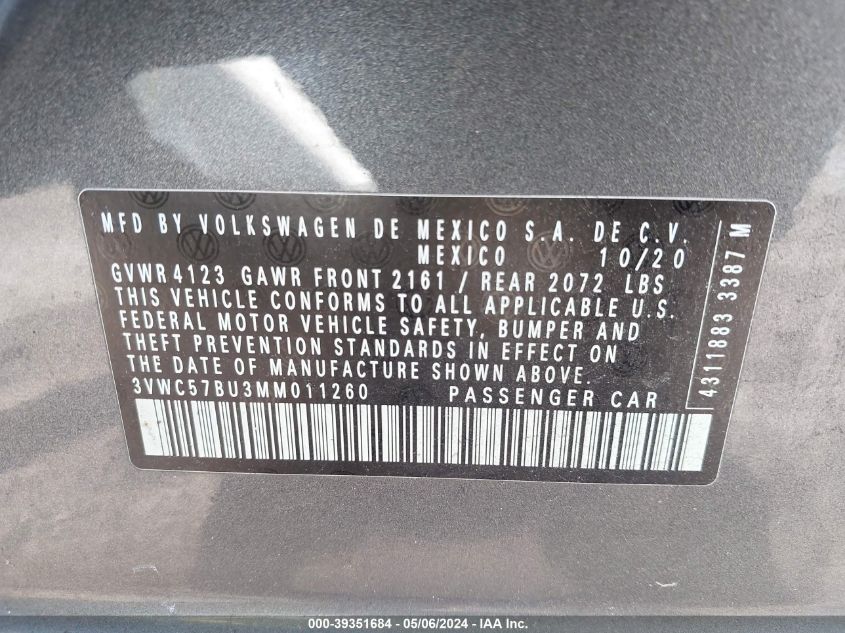 MFD BY VOLKSWAGEN DE MEXICO S.A. DE C.V.
MEXICO 10/20
GVWR 4123 GAWR FRONT 2161 / REAR 2072 LBS
THIS VEHICLE CONFORMS TO ALL APPLICABLE U.S.
FEDERAL MOTOR VEHICLE SAFETY, BUMPER AND
THEFT PREVENTION STANDARDS IN EFFECT ON
THE DATE OF MANUFACTURE SHOWN ABOVE.
3VWC57BU3MM011260 PASSENGER CAR
4311883 3387 M
000-39351684 - 05/06/2024 - IAA Inc.